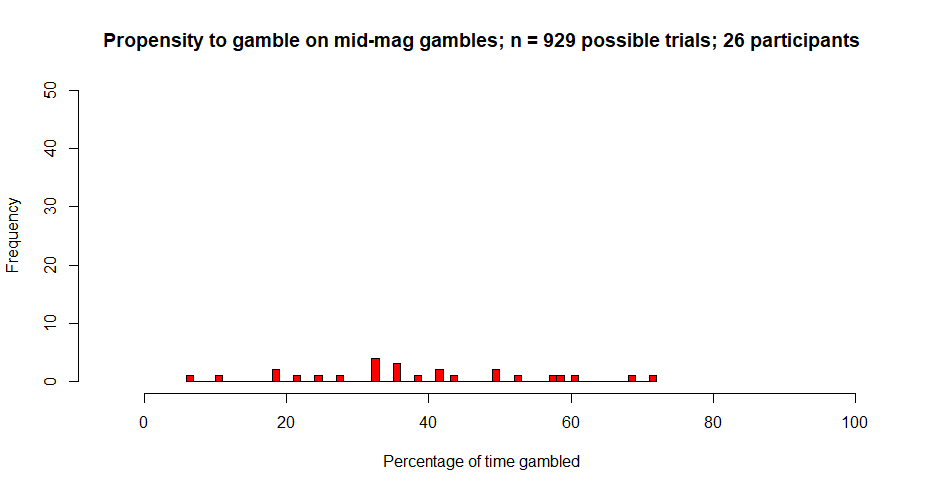 Propensity to gamble on mid-mag gambles; n = 929 possible trials; 26 participants
50
40
30
20
10
0
Frequency
0 20 40 60 80 100
Percentage of time gambled